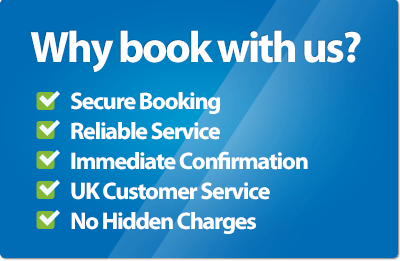 Why book with us?
Secure Booking
Reliable Service
Immediate Confirmation
UK Customer Service
No Hidden Charges